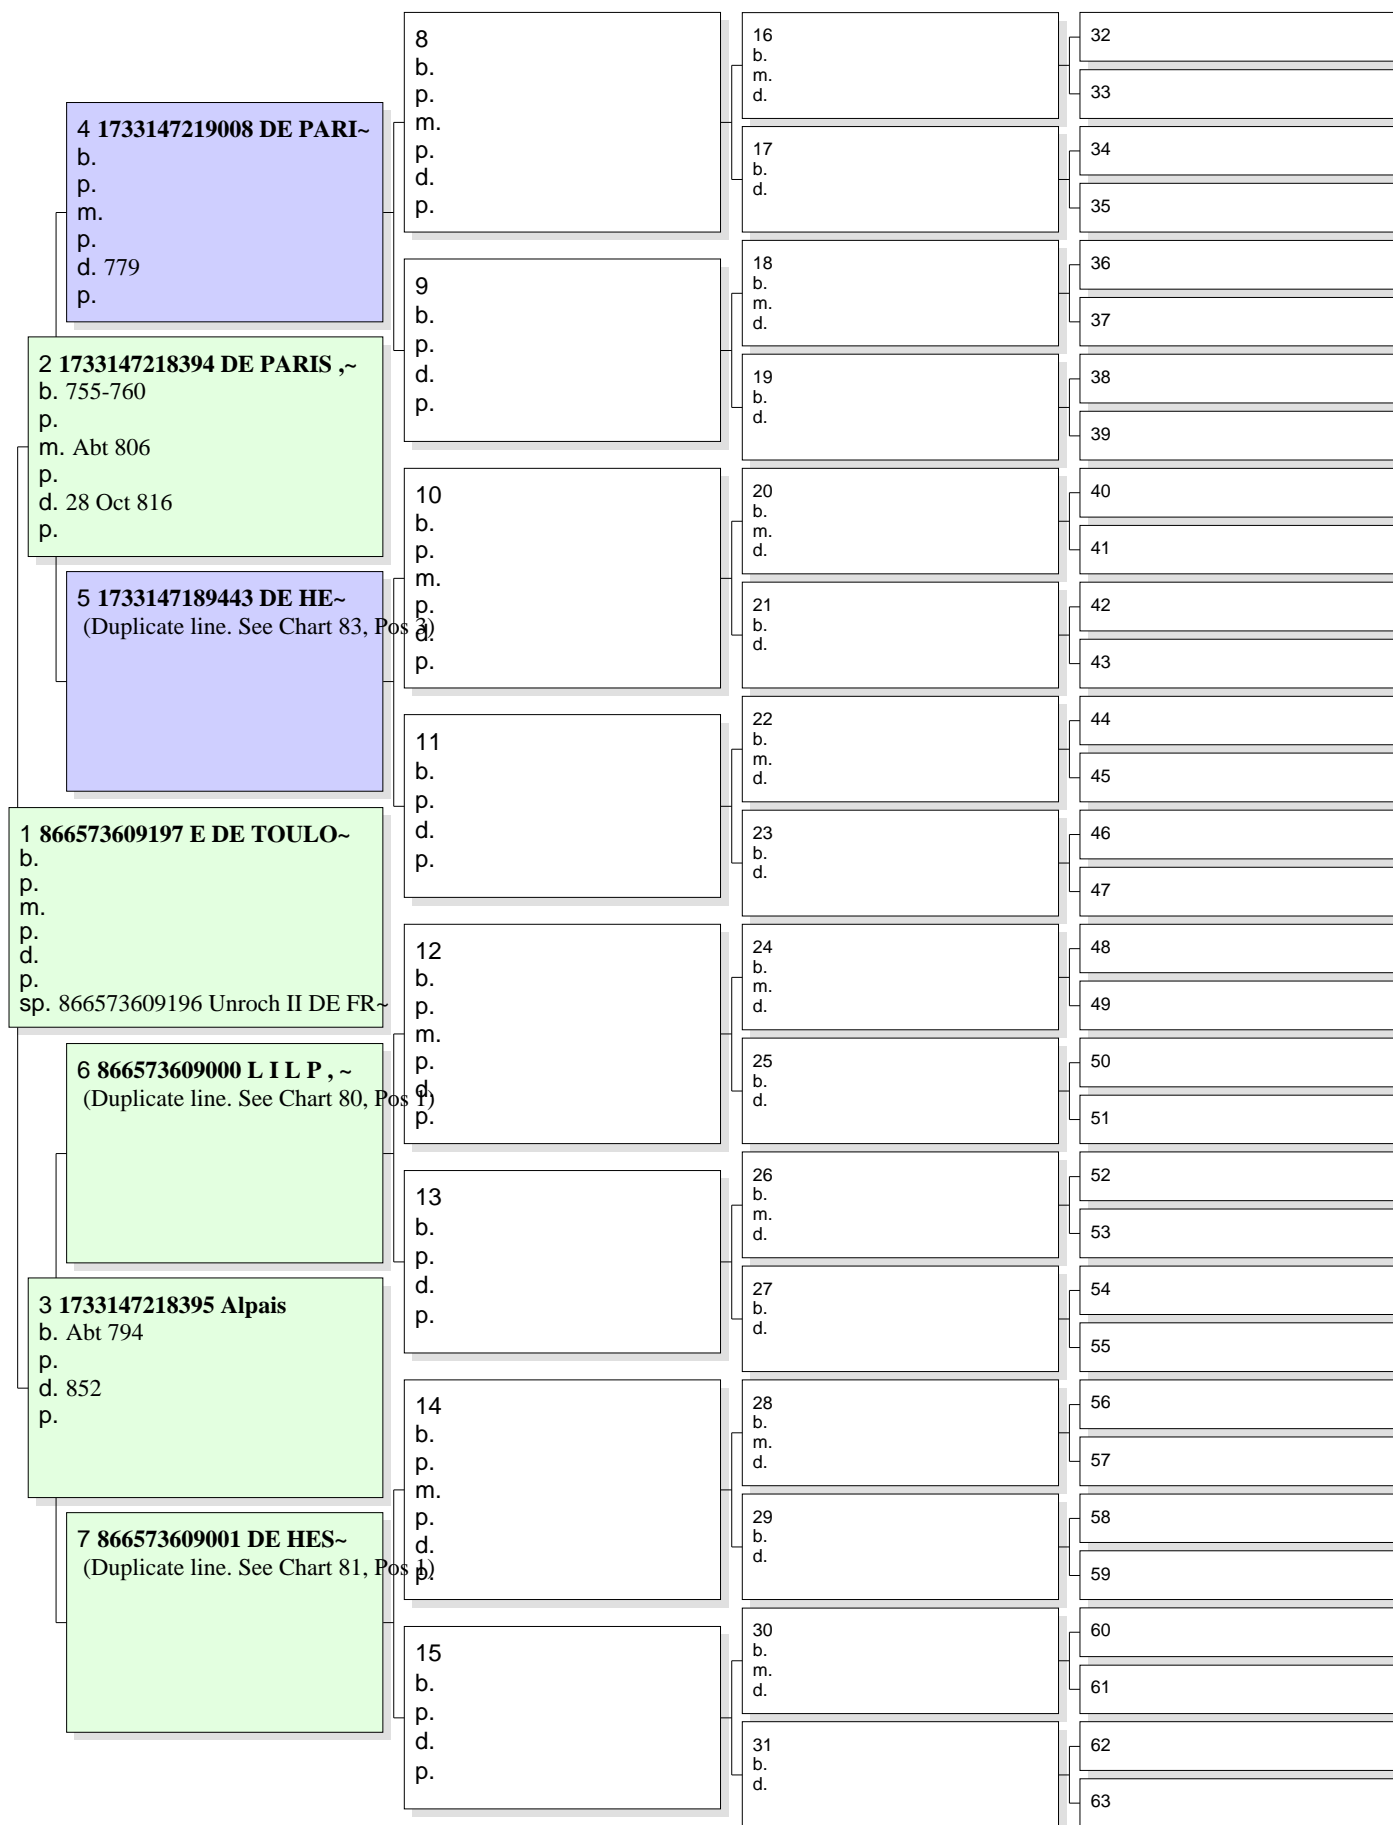 4 1733147219008 DE PARI~
b.
p.
m.
p.
d. 779
p.
2 1733147218394 DE PARIS ,~
b. 755-760
p.
m. Abt 806
p.
d. 28 Oct 816
p.
5 1733147189443 DE HE~
(Duplicate line. See Chart 83, Pos 3)
1 866573609197 E DE TOULO~
b.
p.
m.
p.
d.
p.
sp. 866573609196 Unroch II DE FR~
6 866573609000 L I L P , ~
(Duplicate line. See Chart 80, Pos 1)
3 1733147218395 Alpais
b. Abt 794
p.
d. 852
p.
7 866573609001 DE HES~
(Duplicate line. See Chart 81, Pos 1)
8
b.
p.
m.
p.
d.
p.
9
b.
p.
d.
p.
10
b.
p.
m.
p.
d.
p.
11
b.
p.
d.
p.
12
b.
p.
m.
p.
d.
p.
13
b.
p.
d.
p.
14
b.
p.
m.
p.
d.
p.
15
b.
p.
d.
p.
16
b.
m.
d.
17
b.
d.
18
b.
m.
d.
19
b.
d.
20
b.
m.
d.
21
b.
d.
22
b.
m.
d.
23
b.
d.
24
b.
m.
d.
25
b.
d.
26
b.
m.
d.
27
b.
d.
28
b.
m.
d.
29
b.
d.
30
b.
m.
d.
31
b.
d.
32
33
34
35
36
37
38
39
40
41
42
43
44
45
46
47
48
49
50
51
52
53
54
55
56
57
58
59
60
61
62
63